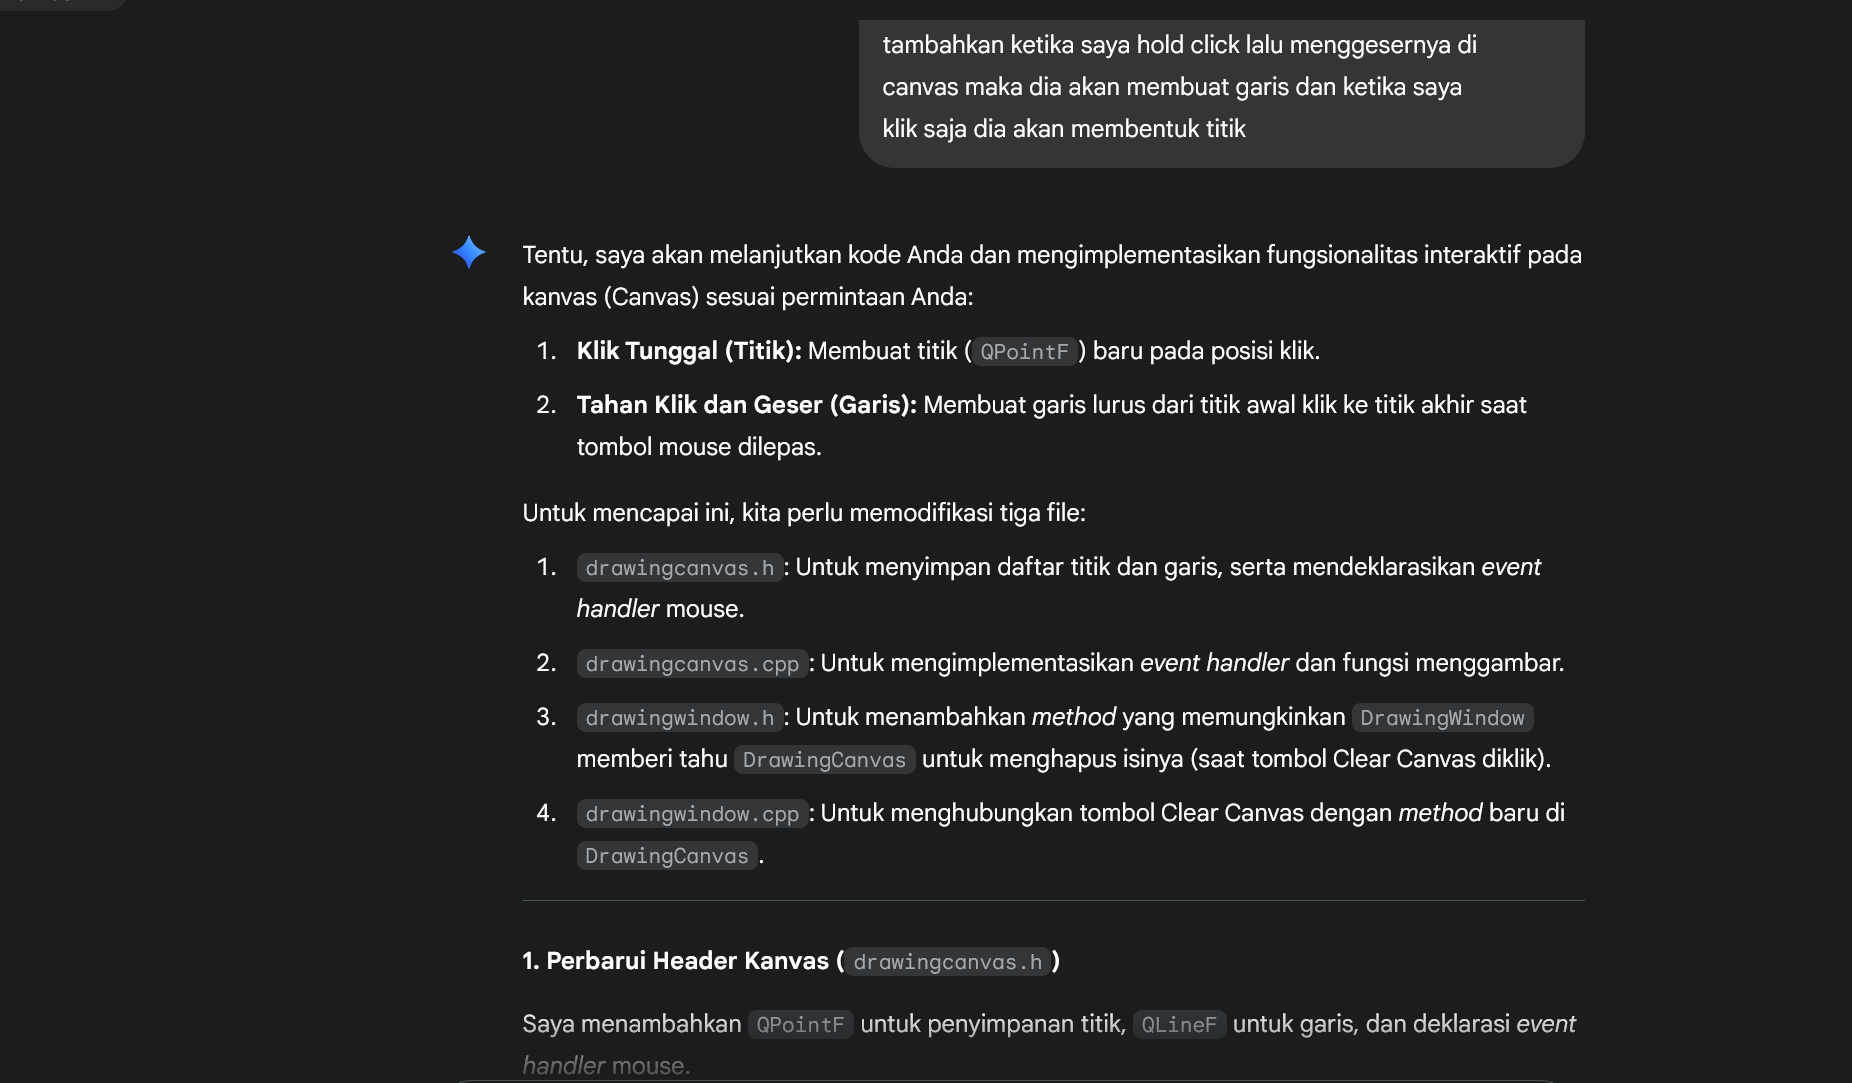 tambahkan ketika saya hold click lalu menggesernya di
canvas maka dia akan membuat garis dan ketika saya
klik saja dia akan membentuk titik
Tentu, saya akan melanjutkan kode Anda dan mengimplementasikan fungsionalitas interaktif pada
kanvas (Canvas) sesuai permintaan Anda:
1. Klik Tunggal (Titik): Membuat titik (QPointF) baru pada posisi klik.
2. Tahan Klik dan Geser (Garis): Membuat garis lurus dari titik awal klik ke titik akhir saat
tombol mouse dilepas.
Untuk mencapai ini, kita perlu memodifikasi tiga file:
1. drawingcanvas.h: Untuk menyimpan daftar titik dan garis, serta mendeklarasikan event
handler mouse.
2. drawingcanvas.cpp: Untuk mengimplementasikan event handler dan fungsi menggambar.
3. drawingwindow.h: Untuk menambahkan method yang memungkinkan DrawingWindow
memberi tahu DrawingCanvas untuk menghapus isinya (saat tombol Clear Canvas diklik).
4. drawingwindow.cpp: Untuk menghubungkan tombol Clear Canvas dengan method baru di
DrawingCanvas.
1. Perbarui Header Kanvas (drawingcanvas.h)
Saya menambahkan QPointF untuk penyimpanan titik, QLineF untuk garis, dan deklarasi event
handler mouse.